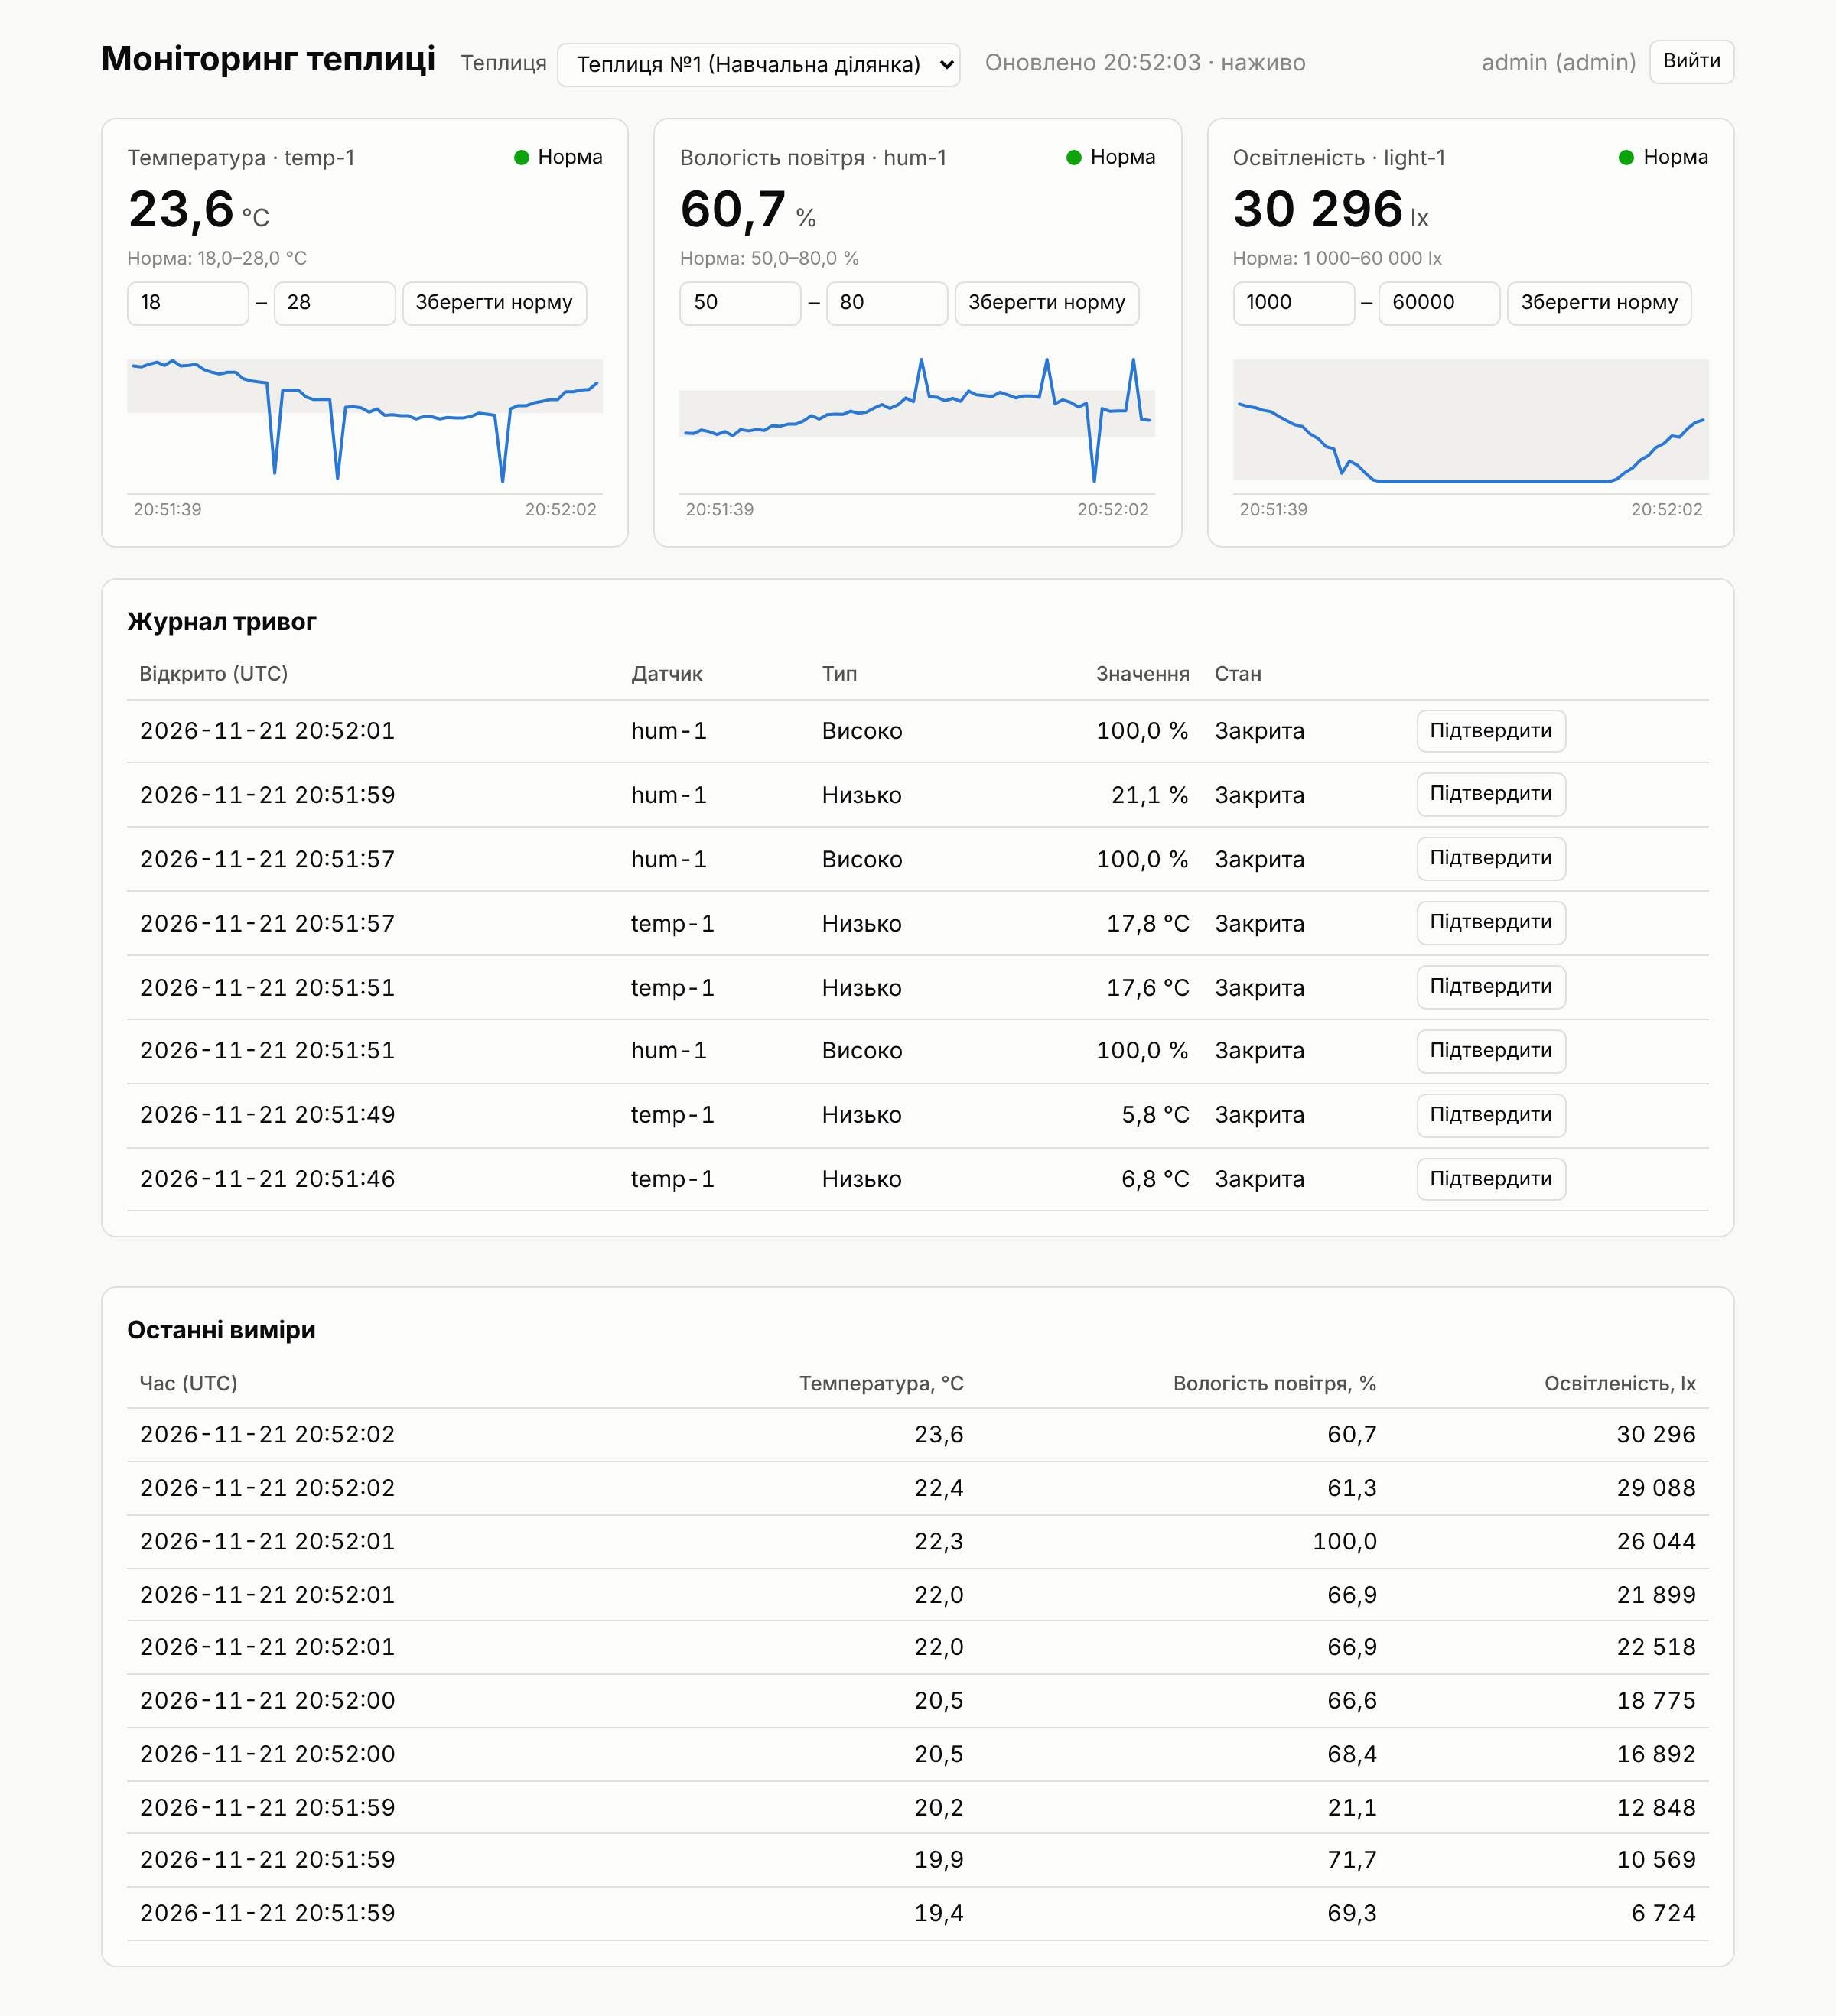 Моніторинг теплиці Теплиця Теплиця №1 (Навчальна ділянка) Оновлено 20:52:03 · наживо admin (admin) Вийти
Температура · temp-1 Норма
23,6 °C
Норма: 18,0–28,0 °C
18 – 28 Зберегти норму
20:51:39 20:52:02
Вологість повітря · hum-1 Норма
60,7 %
Норма: 50,0–80,0 %
50 – 80 Зберегти норму
20:51:39 20:52:02
Освітленість · light-1 Норма
30 296 lx
Норма: 1 000–60 000 lx
1000 – 60000 Зберегти норму
20:51:39 20:52:02
Журнал тривог
Відкрито (UTC) Датчик Тип Значення Стан
2026-11-21 20:52:01 hum-1 Високо 100,0 % Закрита Підтвердити
2026-11-21 20:51:59 hum-1 Низько 21,1 % Закрита Підтвердити
2026-11-21 20:51:57 hum-1 Високо 100,0 % Закрита Підтвердити
2026-11-21 20:51:57 temp-1 Низько 17,8 °C Закрита Підтвердити
2026-11-21 20:51:51 temp-1 Низько 17,6 °C Закрита Підтвердити
2026-11-21 20:51:51 hum-1 Високо 100,0 % Закрита Підтвердити
2026-11-21 20:51:49 temp-1 Низько 5,8 °C Закрита Підтвердити
2026-11-21 20:51:46 temp-1 Низько 6,8 °C Закрита Підтвердити
Останні виміри
Час (UTC) Температура, °C Вологість повітря, % Освітленість, lx
2026-11-21 20:52:02 23,6 60,7 30 296
2026-11-21 20:52:02 22,4 61,3 29 088
2026-11-21 20:52:01 22,3 100,0 26 044
2026-11-21 20:52:01 22,0 66,9 21 899
2026-11-21 20:52:01 22,0 66,9 22 518
2026-11-21 20:52:00 20,5 66,6 18 775
2026-11-21 20:52:00 20,5 68,4 16 892
2026-11-21 20:51:59 20,2 21,1 12 848
2026-11-21 20:51:59 19,9 71,7 10 569
2026-11-21 20:51:59 19,4 69,3 6 724